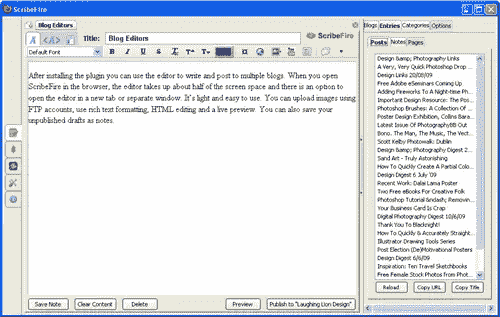 ScribeFire
Blog Editors
Title: Blog Editors
ScribeFire
Default Font
B I U S
After installing the plugin you can use the editor to write and post to multiple blogs. When you open
ScribeFire in the browser, the editor takes up about half of the screen space and there is an option to
open the editor in a new tab or separate window. It's light and easy to use. You can upload images using
FTP accounts, use rich text formatting, HTML editing and a live preview. You can also save your
unpublished drafts as notes.
Save Note Clear Content Delete Preview Publish to "Laughing Lion Design"
Blogs Entries Categories Options
Posts Notes Pages
Design &amp; Photography Links
A Very, Very Quick Photoshop Drop ...
Design Links 20/08/09
Free Adobe eSeminars Coming Up
Adding Fireworks To A Night-time Ph...
Important Design Resource: The Pos...
Photoshop Brushes: A Collection Of ...
Poster Design Exhibition, Collins Bara...
Latest Issue Of PhotographyBB Out
Bono, The Man, The Music, The Vect...
Scott Kelby Photowalk: Dublin
Design &amp; Photography Digest 2...
Sand Art - Truly Astonishing
How To Quickly Create A Partial Colo...
Design Digest 6 July '09
Recent Work: Dalai Lama Poster
Two Free eBooks For Creative Folk
Photoshop Tutorial &ndash; Removin...
Your Business Card Is Crap
Digital Photography Digest 10/6/09
Thank You To Blacknight!
How To Quickly & Accurately Straight...
Illustrator Drawing Tools Series
Post Election (De)Motivational Posters
Design Digest 6/6/09
Inspiration: Ten Travel Sketchbooks
Free Female Stock Photos From ...
Reload Copy URL Copy Title